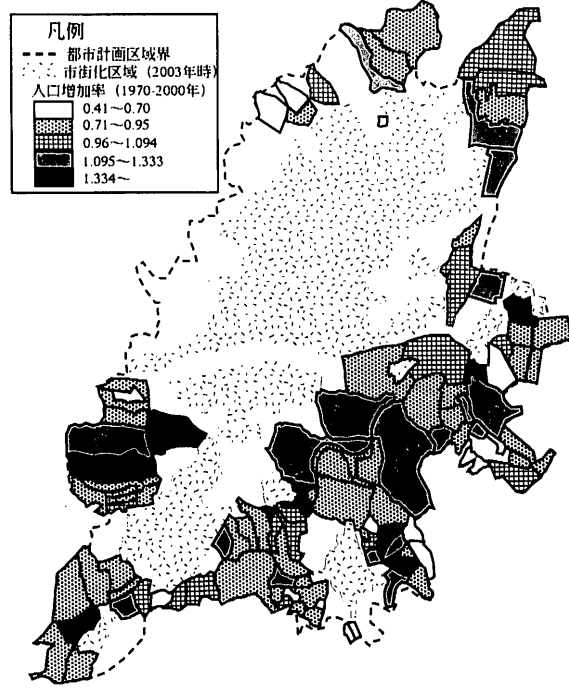 凡例
都市計画区域界
市街化区域 (2003年時)
人口増加率 (1970-2000年)
0.41～0.70
0.71～0.95
0.96～1.094
1.095～1.333
1.334～